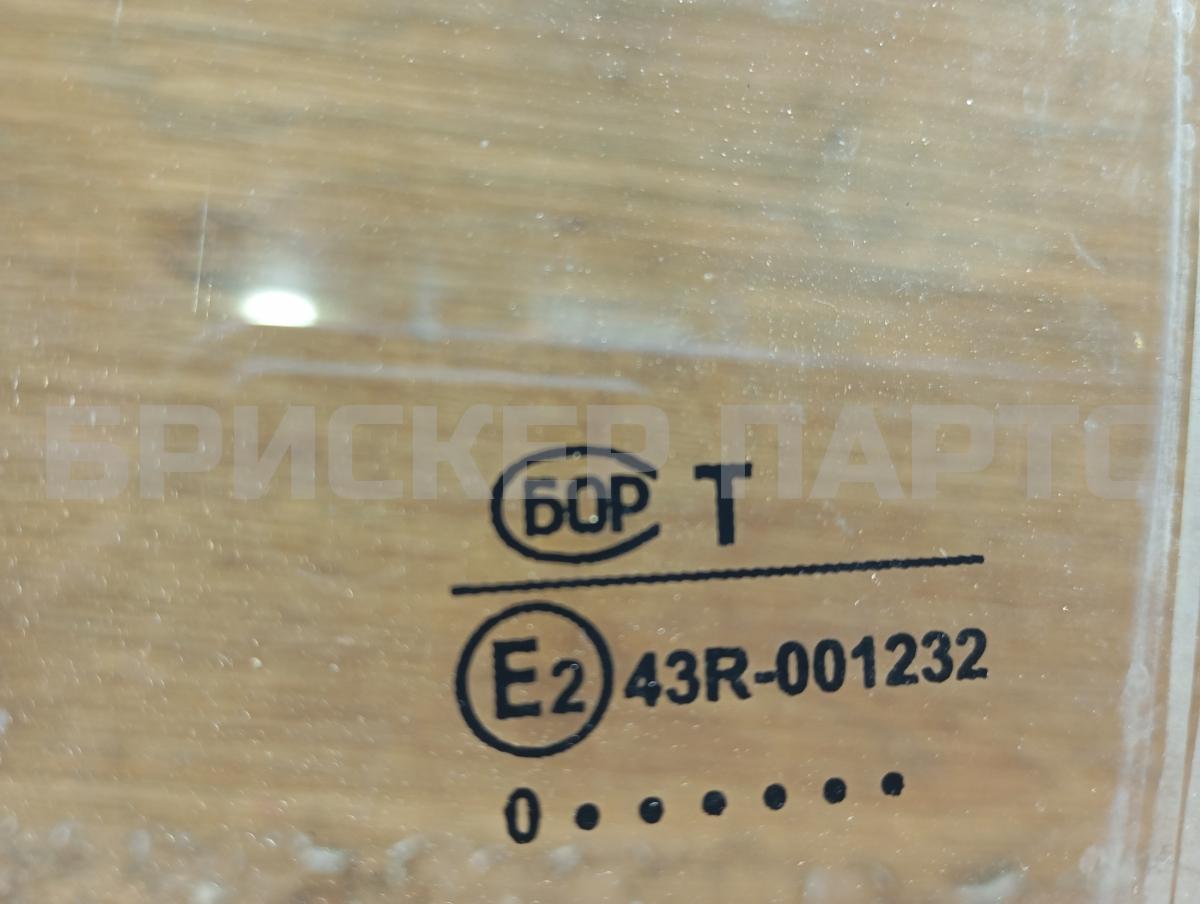 БРИСКЕР ПАРТС
БОР Т
E2 43R-001232
0 • • • • • •